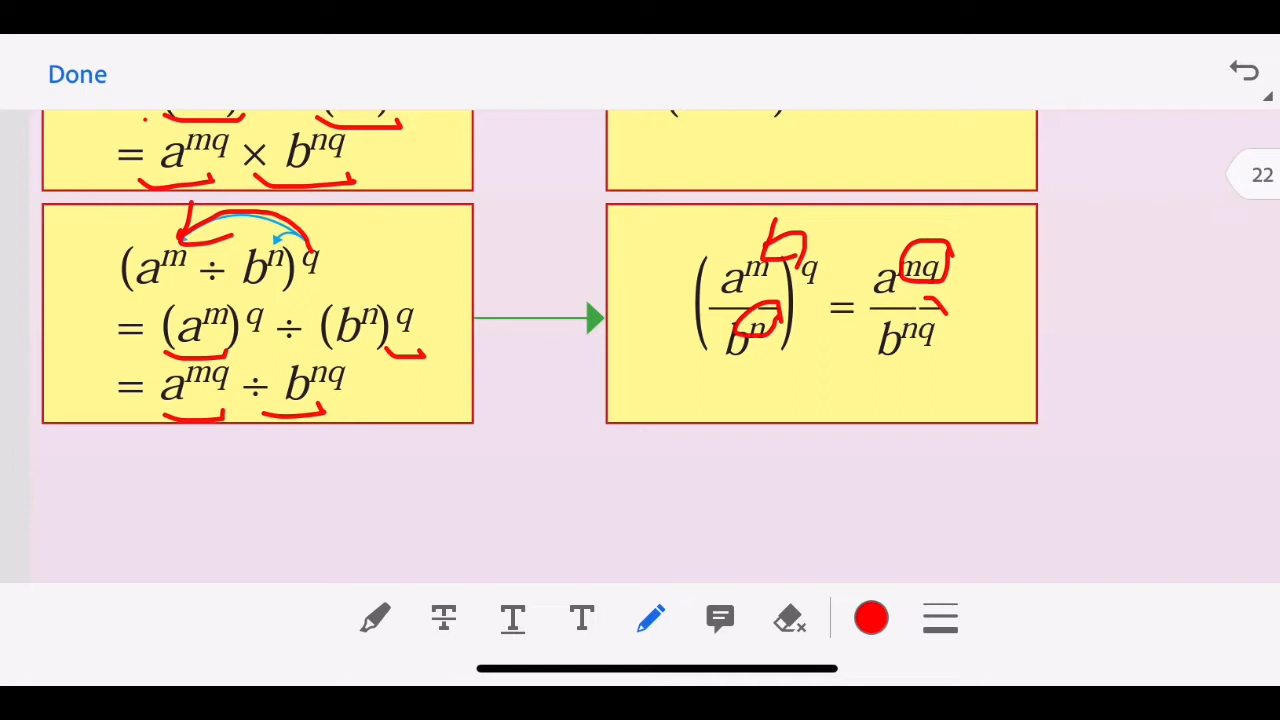 Done
22
= a^{mq} × b^{nq}
(a^m ÷ b^n)^q
= (a^m)^q ÷ (b^n)^q
= a^{mq} ÷ b^{nq}
(a^m / b^n)^q = a^{mq} / b^{nq}
T